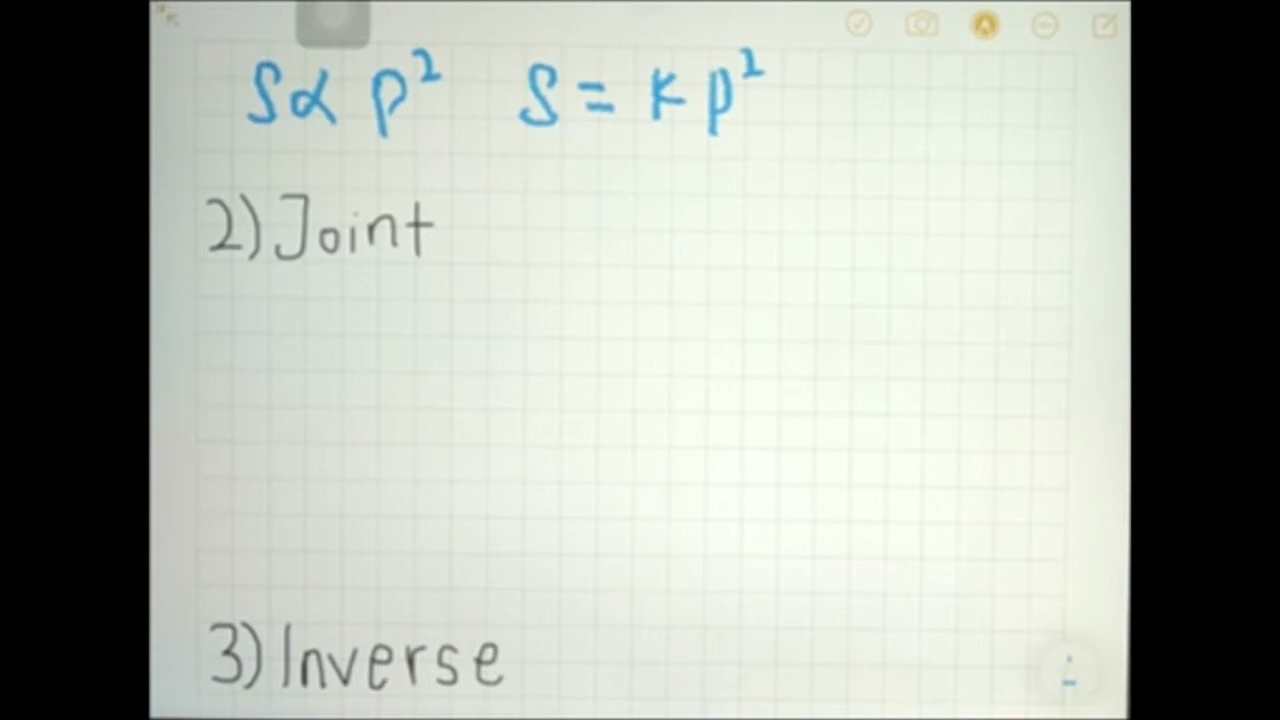 S∝ p² S = k p²
2) Joint
3) Inverse